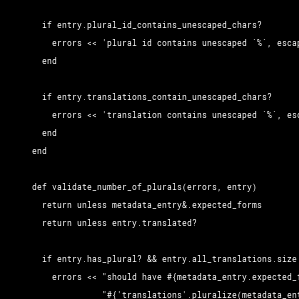 if entry.plural_id_contains_unescaped_chars?
errors << 'plural id contains unescaped `%`, escap
end
if entry.translations_contain_unescaped_chars?
errors << 'translation contains unescaped `%`, esc
end
end
def validate_number_of_plurals(errors, entry)
return unless metadata_entry&.expected_forms
return unless entry.translated?
if entry.has_plural? && entry.all_translations.size
errors << "should have #{metadata_entry.expected_f
"#{'translations'.pluralize(metadata_ent